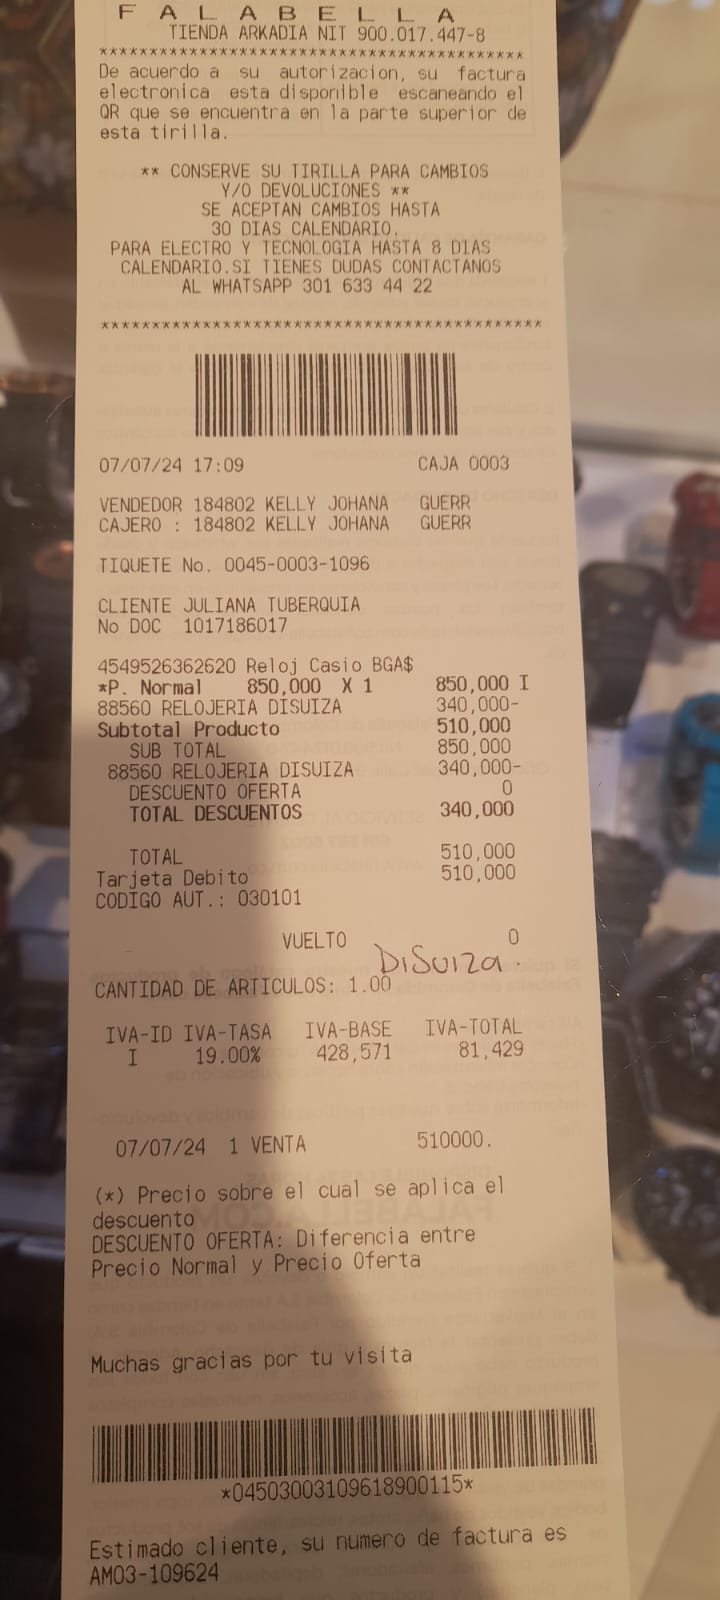 F A L A B E L L A
TIENDA ARKADIA NIT 900.017.447-8
******************************************
De acuerdo a su autorizacion, su factura
electronica esta disponible escaneando el
QR que se encuentra en la parte superior de
esta tirilla.
** CONSERVE SU TIRILLA PARA CAMBIOS
Y/O DEVOLUCIONES **
SE ACEPTAN CAMBIOS HASTA
30 DIAS CALENDARIO.
PARA ELECTRO Y TECNOLOGIA HASTA 8 DIAS
CALENDARIO.SI TIENES DUDAS CONTACTANOS
AL WHATSAPP 301 633 44 22
******************************************
07/07/24 17:09 CAJA 0003
VENDEDOR 184802 KELLY JOHANA GUERR
CAJERO : 184802 KELLY JOHANA GUERR
TIQUETE No. 0045-0003-1096
CLIENTE JULIANA TUBERQUIA
No DOC 1017186017
4549526362620 Reloj Casio BGA$
*P. Normal 850,000 X 1 850,000 I
88560 RELOJERIA DISUIZA 340,000-
Subtotal Producto 510,000
SUB TOTAL 850,000
88560 RELOJERIA DISUIZA 340,000-
DESCUENTO OFERTA 0
TOTAL DESCUENTOS 340,000
TOTAL 510,000
Tarjeta Debito 510,000
CODIGO AUT.: 030101
VUELTO 0
DiSuiza.
CANTIDAD DE ARTICULOS: 1.00
IVA-ID IVA-TASA IVA-BASE IVA-TOTAL
I 19.00% 428,571 81,429
07/07/24 1 VENTA 510000.
(*) Precio sobre el cual se aplica el
descuento
DESCUENTO OFERTA: Diferencia entre
Precio Normal y Precio Oferta
Muchas gracias por tu visita
*04503003109618900115*
Estimado cliente, su numero de factura es
AM03-109624